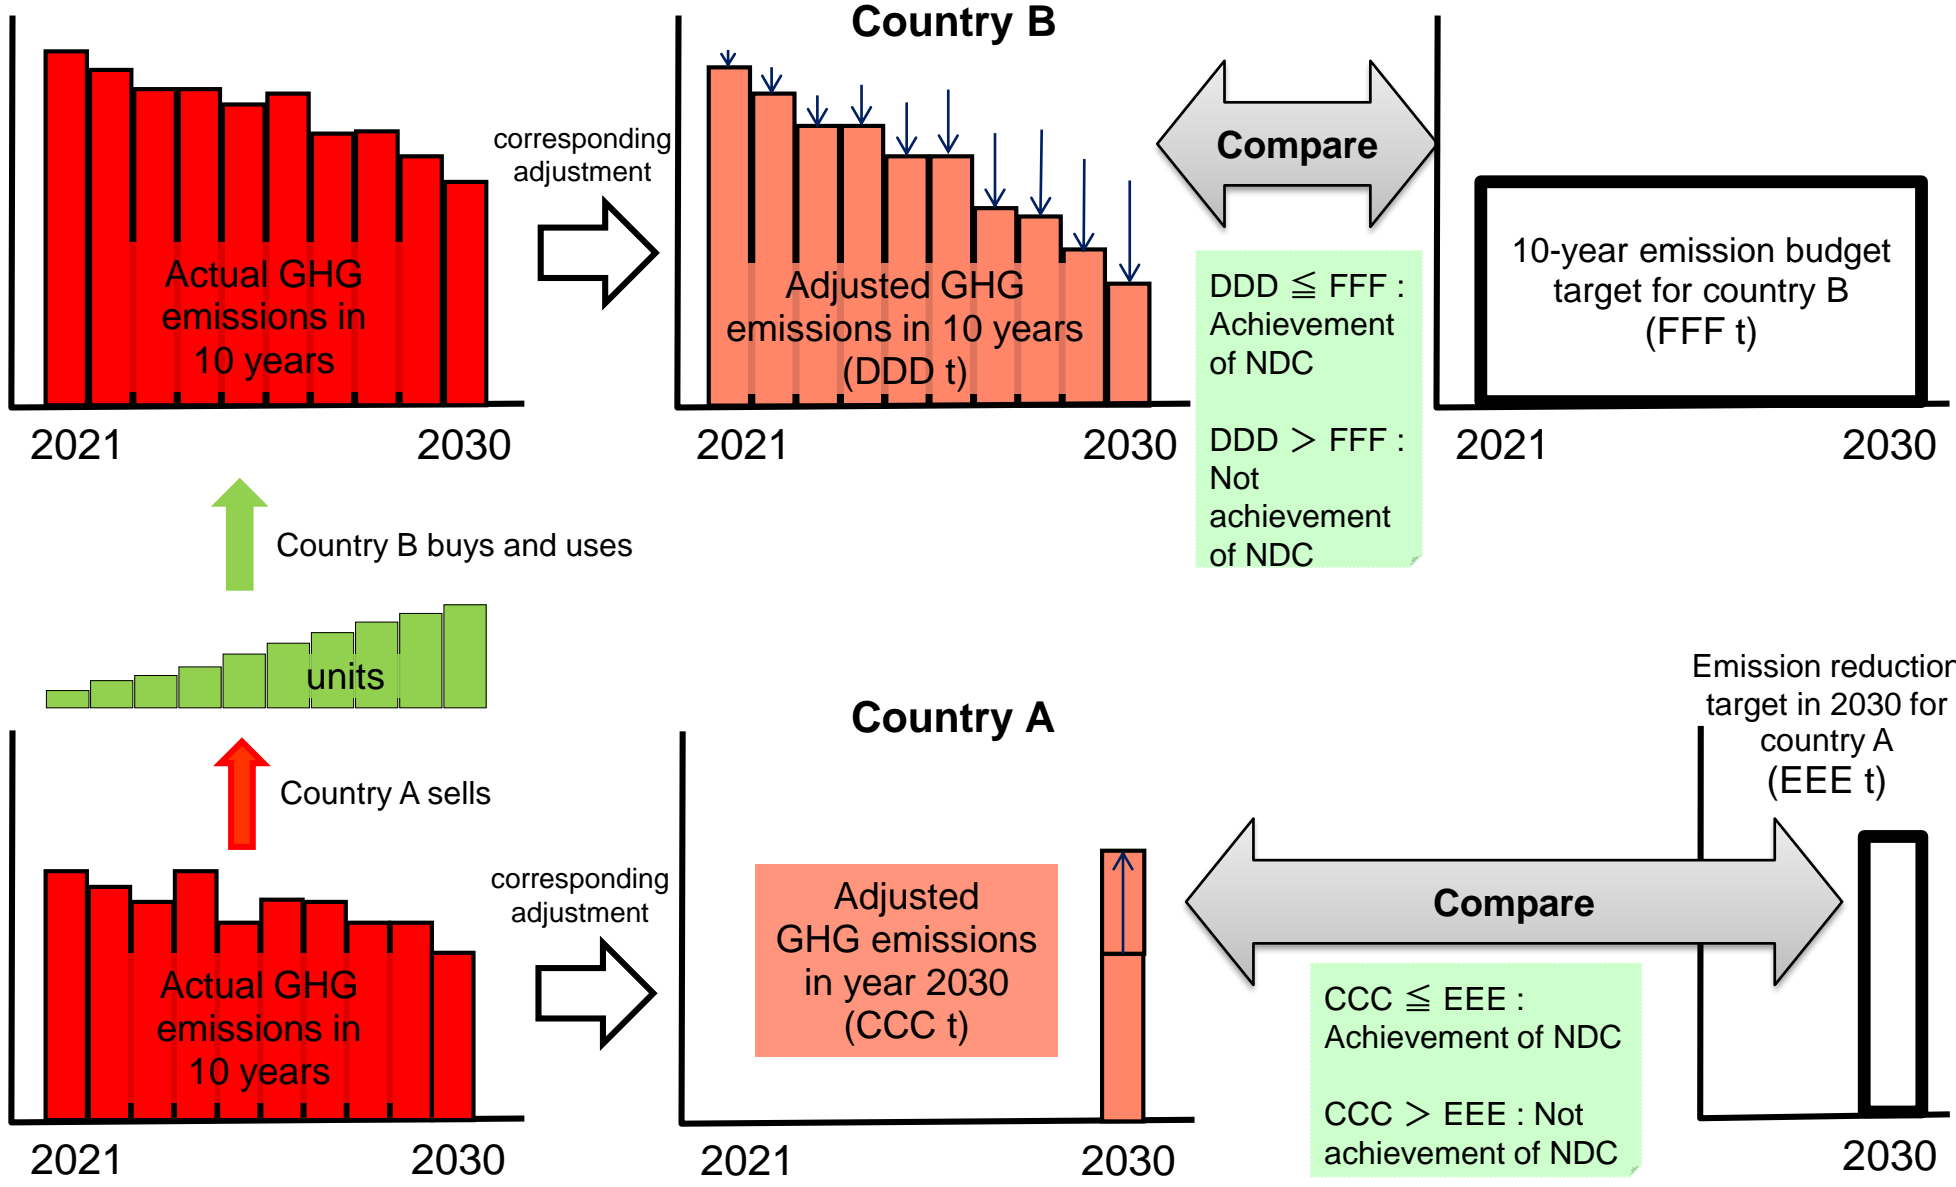 Country B
corresponding
adjustment
Compare
Actual GHG
emissions in
10 years
Adjusted GHG
emissions in 10 years
(DDD t)
DDD ≦ FFF :
Achievement
of NDC
DDD > FFF :
Not
achievement
of NDC
10-year emission budget
target for country B
(FFF t)
2021
2030
2021
2030
2021
2030
Country B buys and uses
units
Country A sells
Country A
Emission reduction
target in 2030 for
country A
(EEE t)
corresponding
adjustment
Actual GHG
emissions in
10 years
Adjusted
GHG emissions
in year 2030
(CCC t)
Compare
CCC ≦ EEE :
Achievement of NDC
CCC > EEE : Not
achievement of NDC
2021
2030
2021
2030
2030